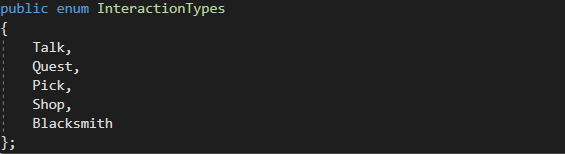 public enum InteractionTypes
{
    Talk,
    Quest,
    Pick,
    Shop,
    Blacksmith
};